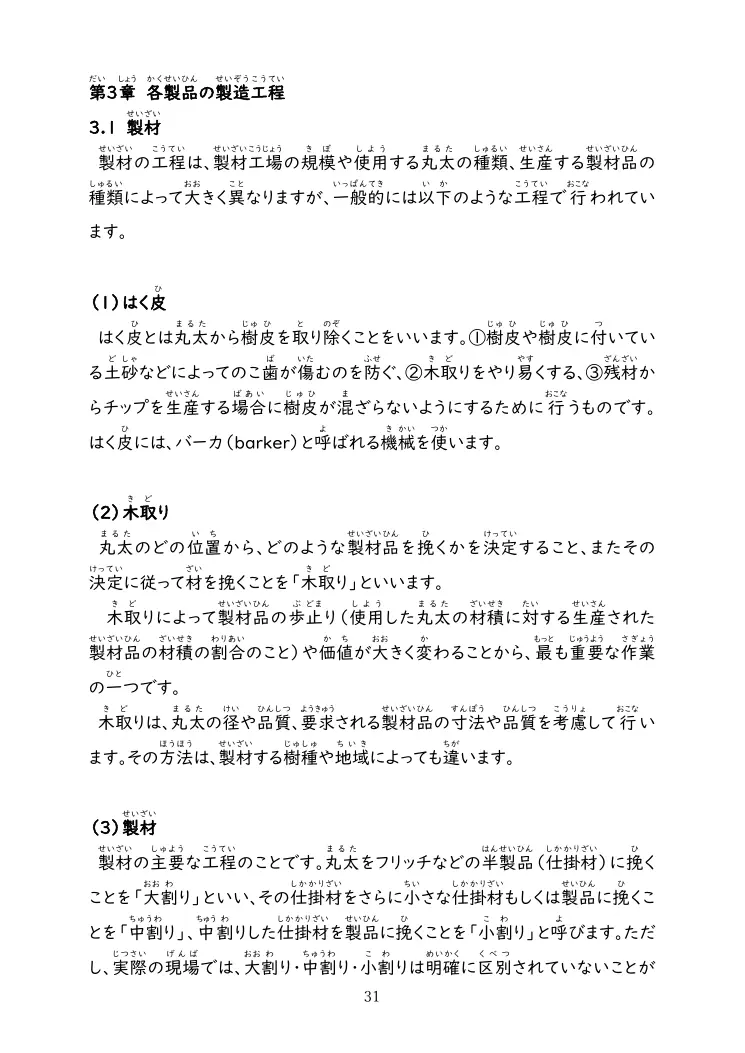 第3章 各製品の製造工程
3.1 製材
製材の工程は、製材工場の規模や使用する丸太の種類、生産する製材品の
種類によって大きく異なりますが、一般的には以下のような工程で行われてい
ます。
(1)はく皮
はく皮とは丸太から樹皮を取り除くことをいいます。①樹皮や樹皮に付いてい
る土砂などによってのこ歯が傷むのを防ぐ、②木取りをやり易くする、③残材か
らチップを生産する場合に樹皮が混ざらないようにするために行うものです。
はく皮には、バーカ(barker)と呼ばれる機械を使います。
(2)木取り
丸太のどの位置から、どのような製材品を挽くかを決定すること、またその
決定に従って材を挽くことを「木取り」といいます。
木取りによって製材品の歩止り(使用した丸太の材積に対する生産された
製材品の材積の割合のこと)や価値が大きく変わることから、最も重要な作業
の一つです。
木取りは、丸太の径や品質、要求される製材品の寸法や品質を考慮して行い
ます。その方法は、製材する樹種や地域によっても違います。
(3)製材
製材の主要な工程のことです。丸太をフリッチなどの半製品(仕掛材)に挽く
ことを「大割り」といい、その仕掛材をさらに小さな仕掛材もしくは製品に挽くこ
とを「中割り」、中割りした仕掛材を製品に挽くことを「小割り」と呼びます。ただ
し、実際の現場では、大割り・中割り・小割りは明確に区別されていないことが
31